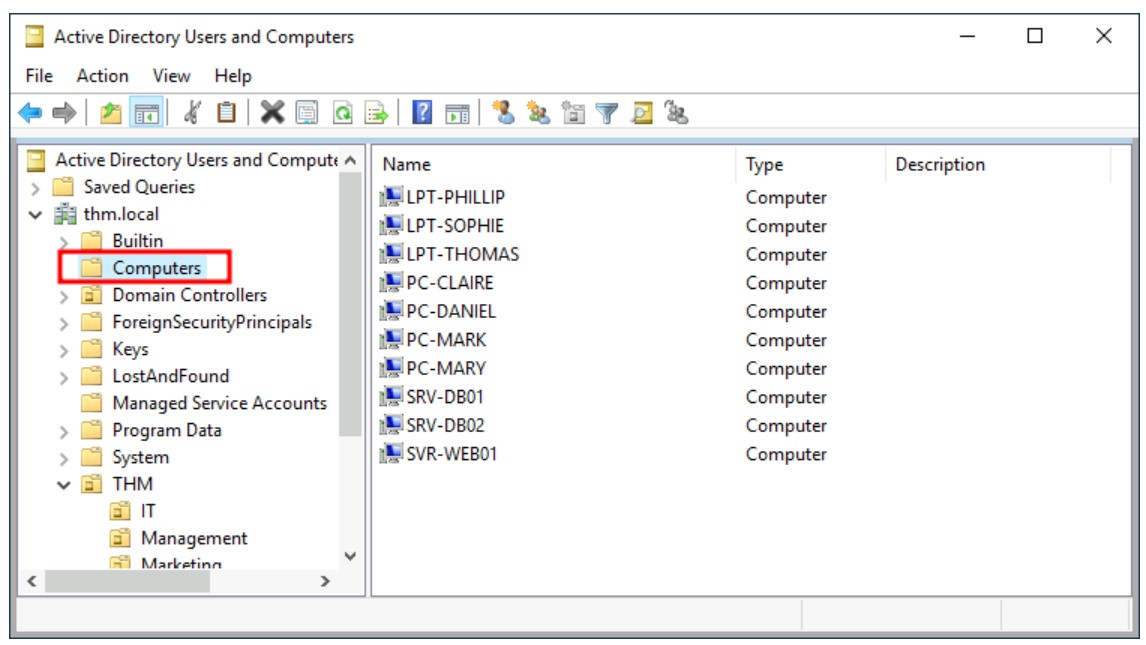 Active Directory Users and Computers
File Action View Help
Active Directory Users and Compute
Saved Queries
thm.local
Builtin
Computers
Domain Controllers
ForeignSecurityPrincipals
Keys
LostAndFound
Managed Service Accounts
Program Data
System
THM
IT
Management
Marketing
Name Type Description
LPT-PHILLIP Computer
LPT-SOPHIE Computer
LPT-THOMAS Computer
PC-CLAIRE Computer
PC-DANIEL Computer
PC-MARK Computer
PC-MARY Computer
SRV-DB01 Computer
SRV-DB02 Computer
SVR-WEB01 Computer